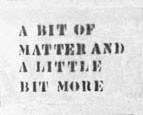 A BIT OF
MATTER AND
A LITTLE
BIT MORE